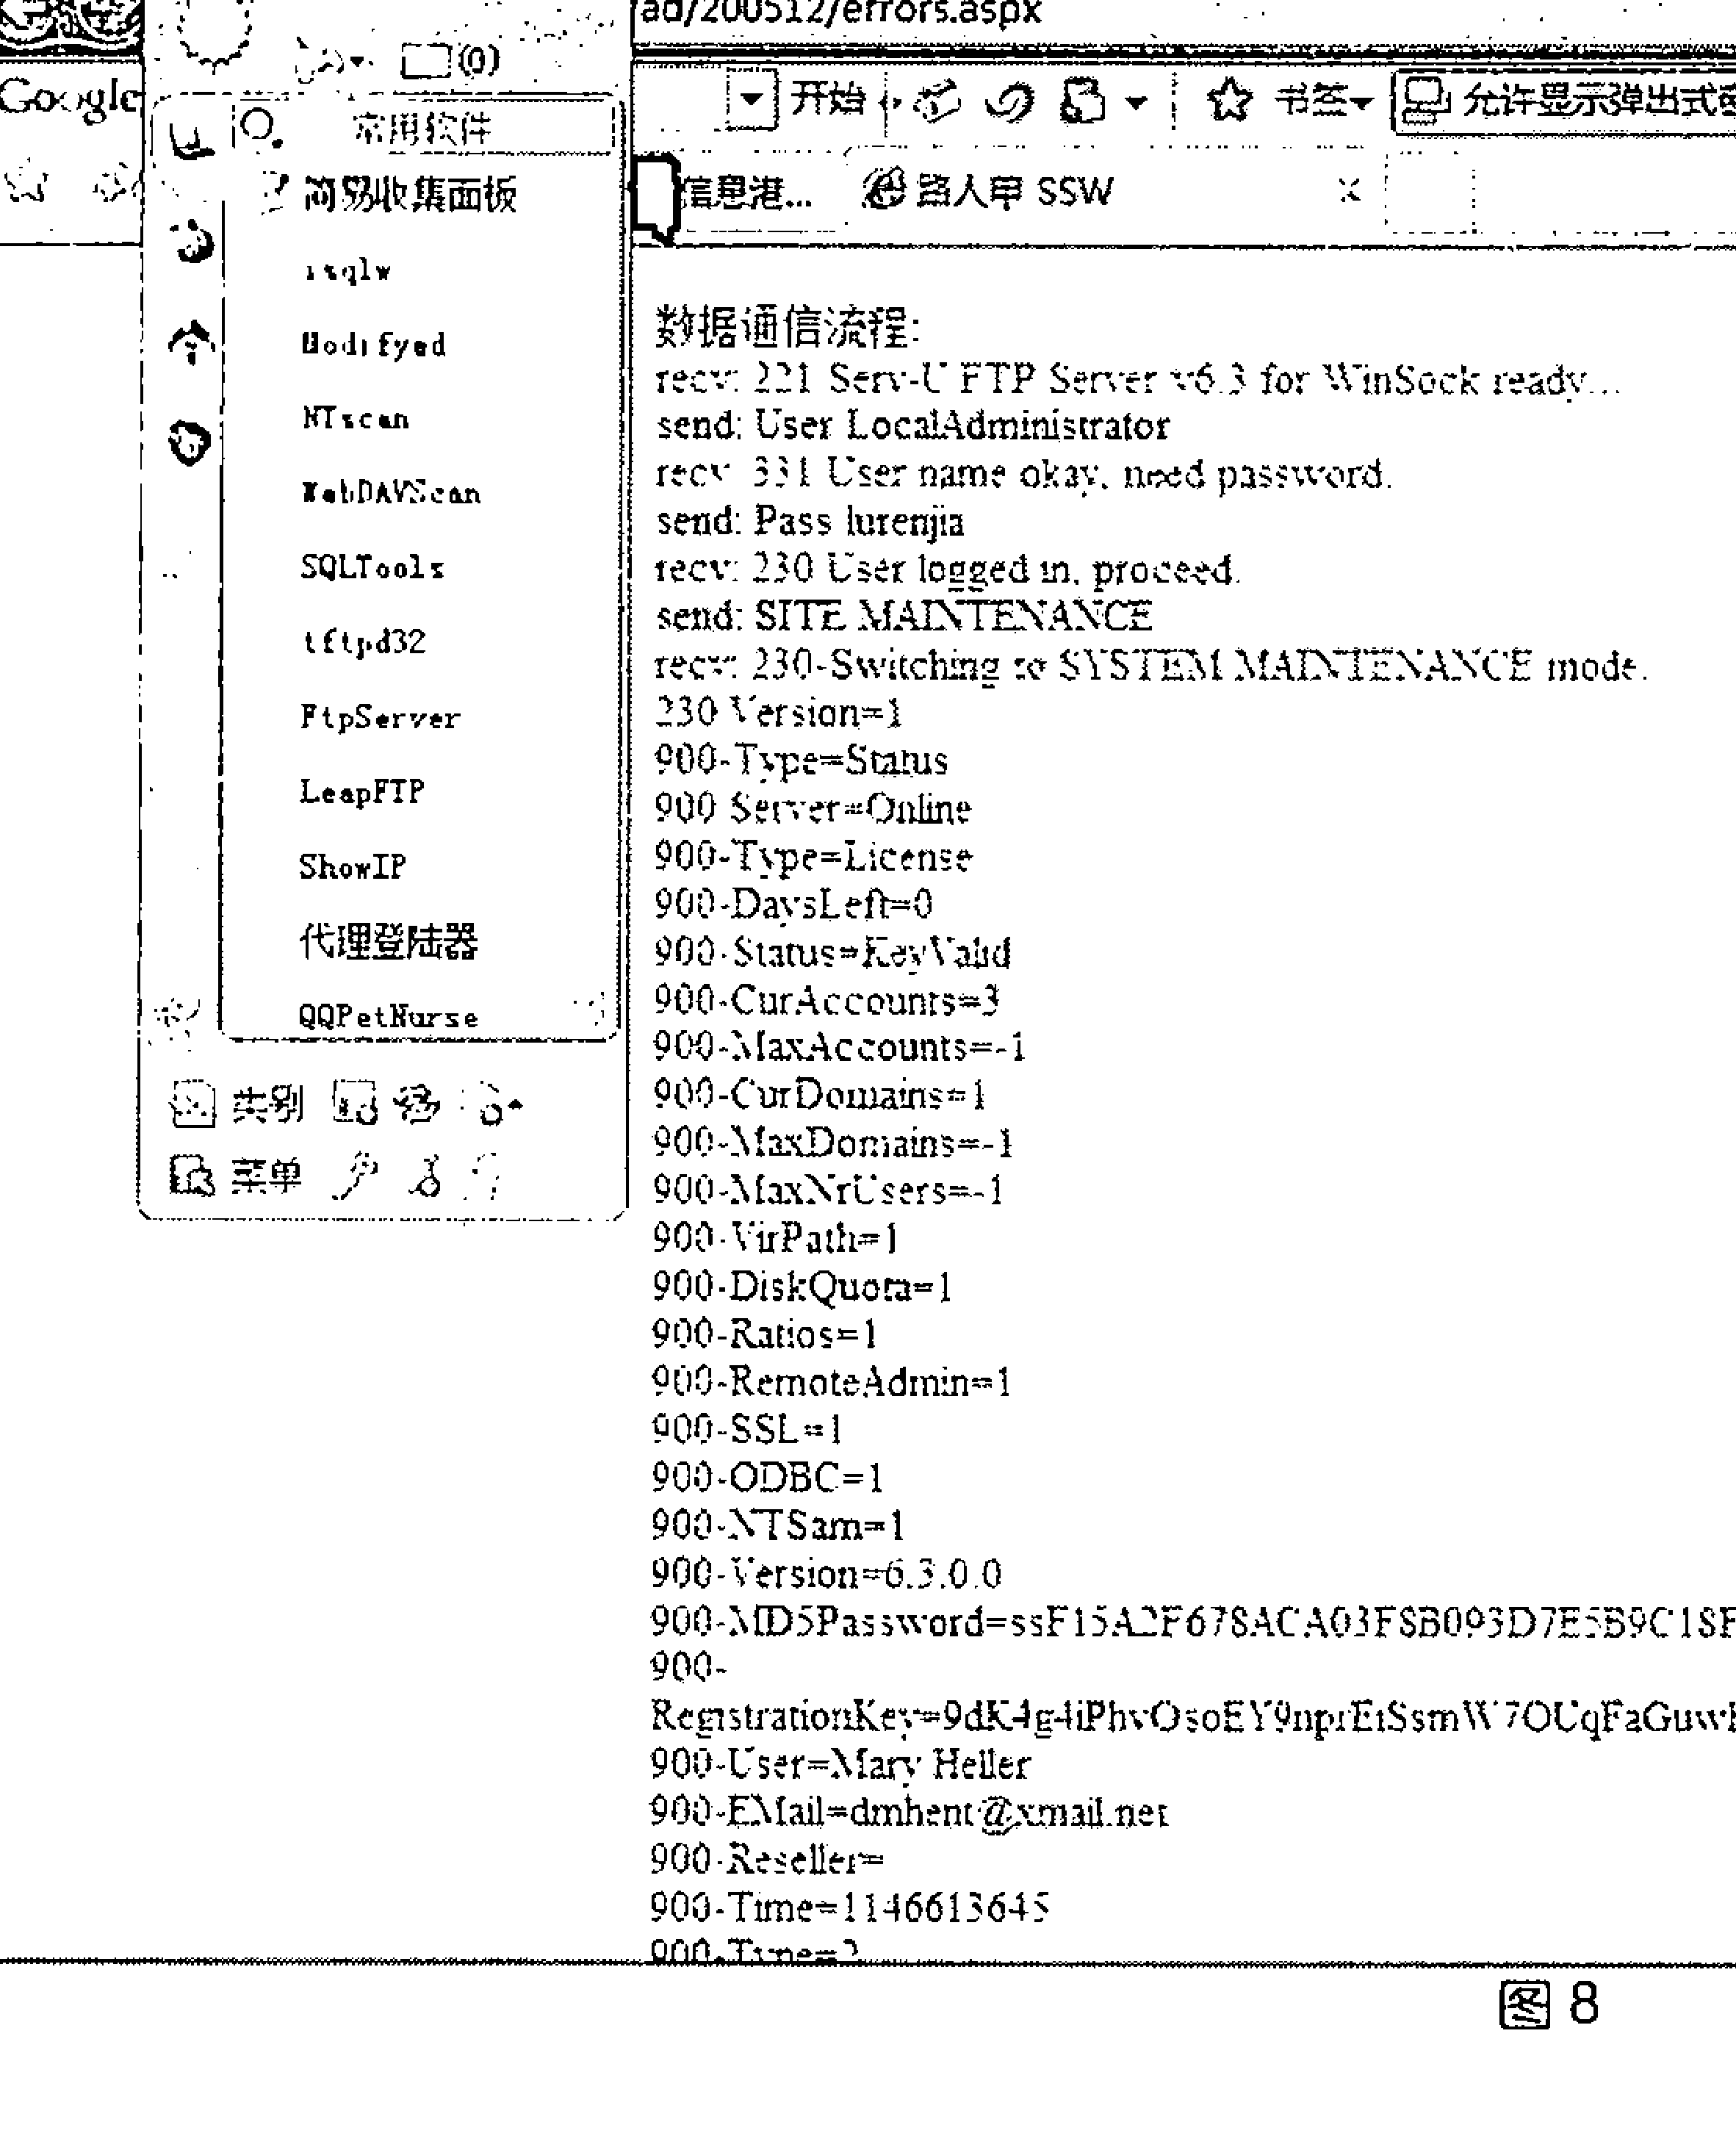 ad/200512/errors.aspx
(0)
Google
开始
书签
允许显示弹出式
常用软件
简易收集面板
信息港...
路人甲 SSW
isqlw
Modifyed
NTscan
WebDAVScan
SQLTools
tftpd32
FtpServer
LeapFTP
ShowIP
代理登陆器
QQPetNurse
类别
菜单
数据通信流程:
recv: 221 Serv-U FTP Server v6.3 for WinSock ready...
send: User LocalAdministrator
recv: 331 User name okay, need password.
send: Pass lurenjia
recv: 230 User logged in, proceed.
send: SITE MAINTENANCE
recv: 230-Switching to SYSTEM MAINTENANCE mode.
230 Version=1
900-Type=Status
900 Server=Online
900-Type=License
900-DaysLeft=0
900-Status=KeyValid
900-CurAccounts=3
900-MaxAccounts=-1
900-CurDomains=1
900-MaxDomains=-1
900-MaxNrUsers=-1
900-VirPath=1
900-DiskQuota=1
900-Ratios=1
900-RemoteAdmin=1
900-SSL=1
900-ODBC=1
900-NTSam=1
900-Version=6.3.0.0
900-MD5Password=ssF15A2F678ACA03F8B093D7E5B9C18F
900-
RegistrationKey=9dK4g4iPhvOsoEY9nprEtSsmW7OUqFaGuw
900-User=Mary Heller
900-EMail=dmhent@xmail.net
900-Reseller=
900-Time=1146613645
900-Type=2
图 8